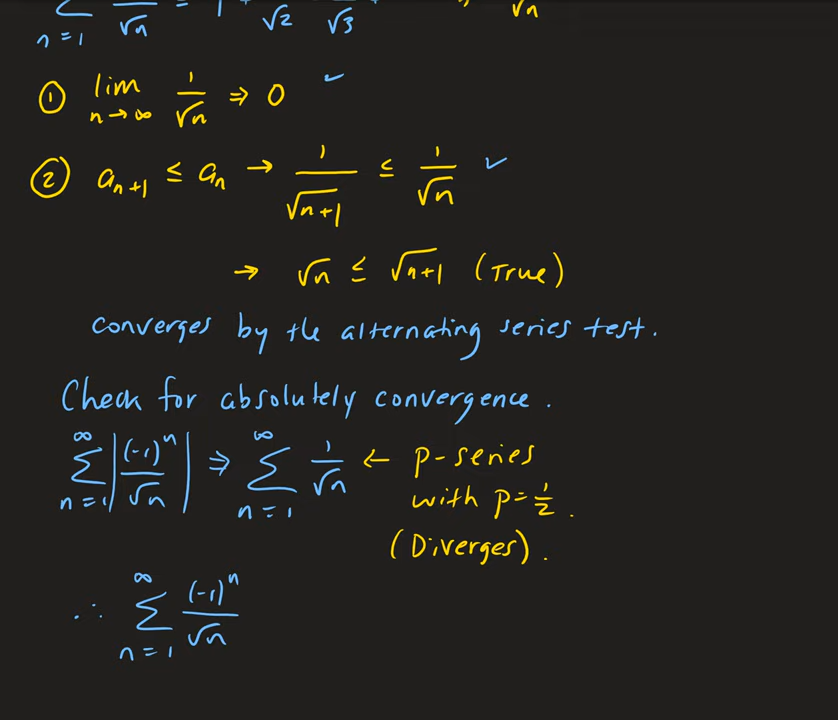 ∑ n=1 √n = 1 √2 √3 √n
① lim n→∞ 1/√n ⇒ 0 ✓
② aₙ₊₁ ≤ aₙ → 1/√n+1 ≤ 1/√n ✓
→ √n ≤ √n+1 (True)
converges by the alternating series test.
Check for absolutely convergence.
∞ ∑ n=1 |(-1)ⁿ/√n| ⇒ ∞ ∑ n=1 1/√n ← p-series
with p=1/2.
(Diverges).
∴ ∞ ∑ n=1 (-1)ⁿ/√n